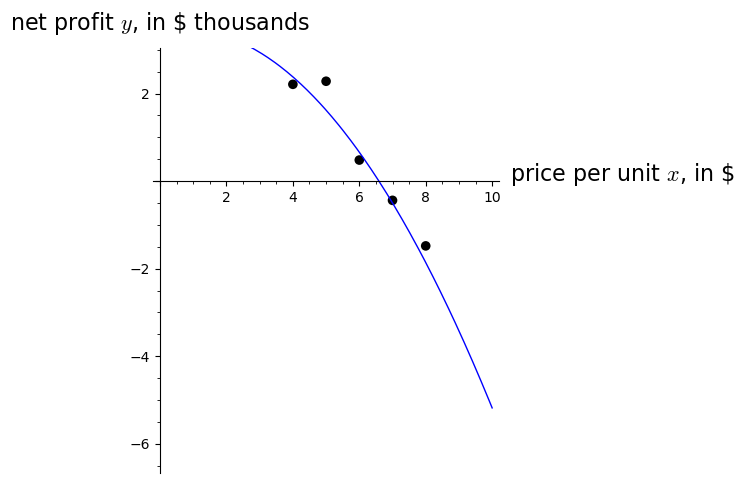 net profit y, in $ thousands
2
price per unit x, in $
2 4 6 8 10
−2
−4
−6